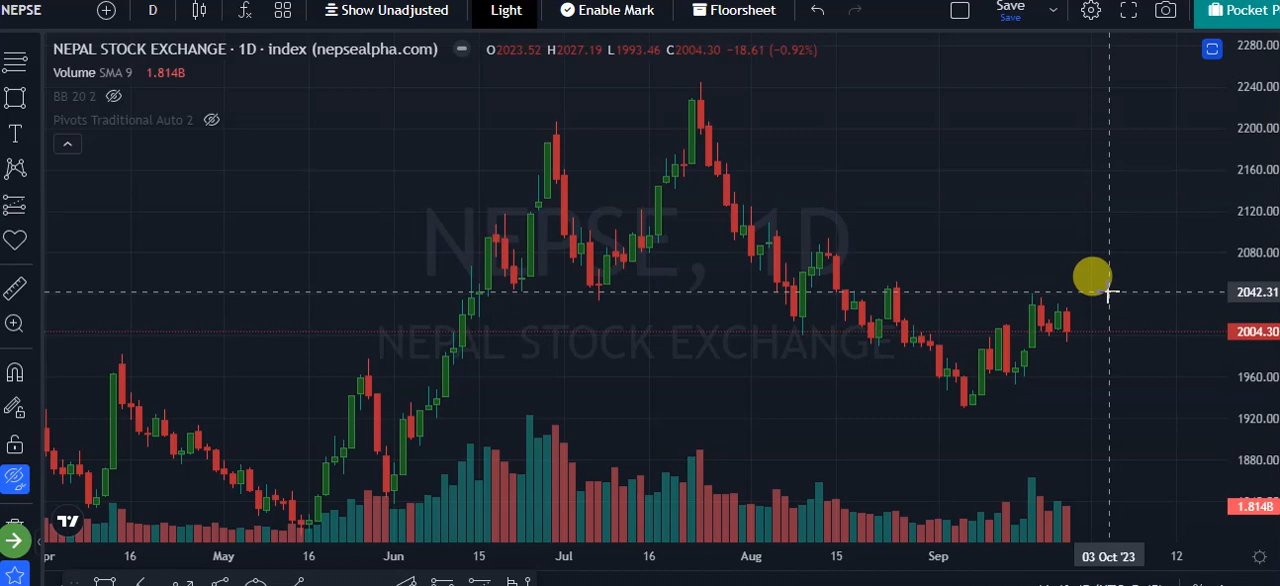 NEPSE D Show Unadjusted Light Enable Mark Floorsheet Save Pocket P
Save
NEPAL STOCK EXCHANGE · 1D · index (nepsealpha.com) O2023.52 H2027.19 L1993.46 C2004.30 −18.61 (−0.92%)
Volume SMA 9 1.814B
BB 20 2
Pivots Traditional Auto 2
NEPSE, 1D
NEPAL STOCK EXCHANGE
2280.00
2240.00
2200.00
2160.00
2120.00
2080.00
2042.31
2004.30
1960.00
1920.00
1880.00
1.814B
16 May 16 Jun 15 Jul 16 Aug 15 Sep 03 Oct '23 12